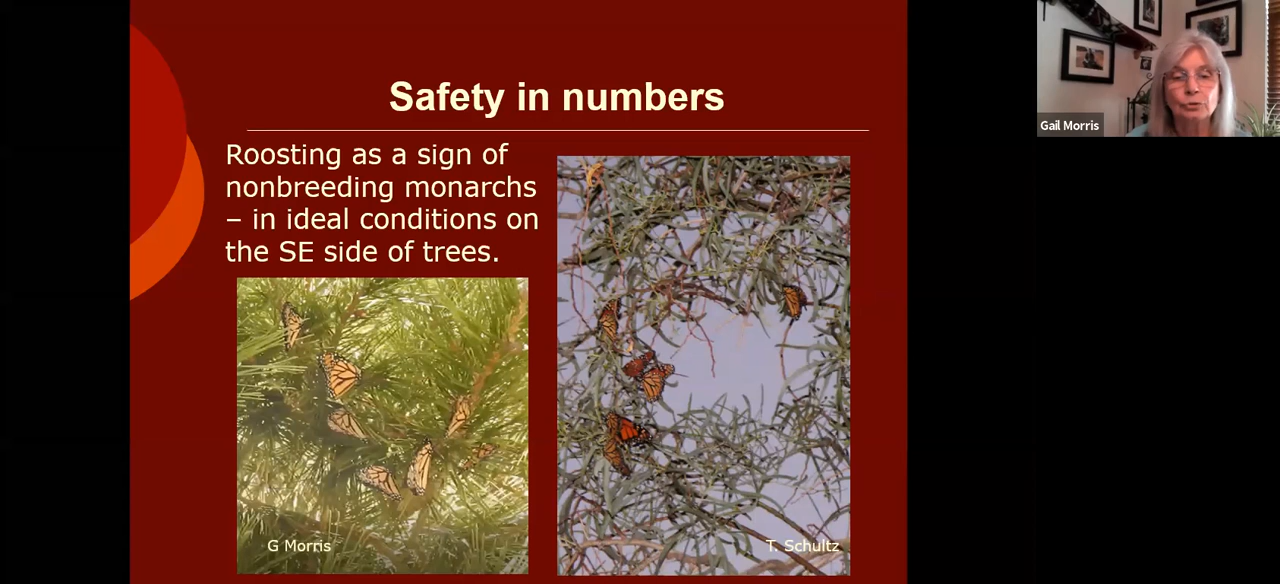 Safety in numbers
Roosting as a sign of
nonbreeding monarchs
– in ideal conditions on
the SE side of trees.
G Morris
T. Schultz
Gail Morris